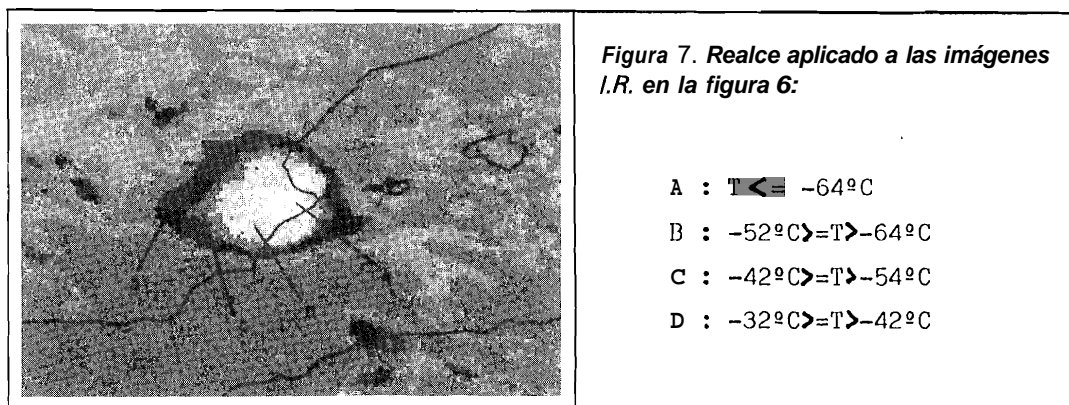 Figura 7. Realce aplicado a las imágenes
I.R. en la figura 6:
A : T <= -64ºC
B : -52ºC>=T>-64ºC
C : -42ºC>=T>-54ºC
D : -32ºC>=T>-42ºC